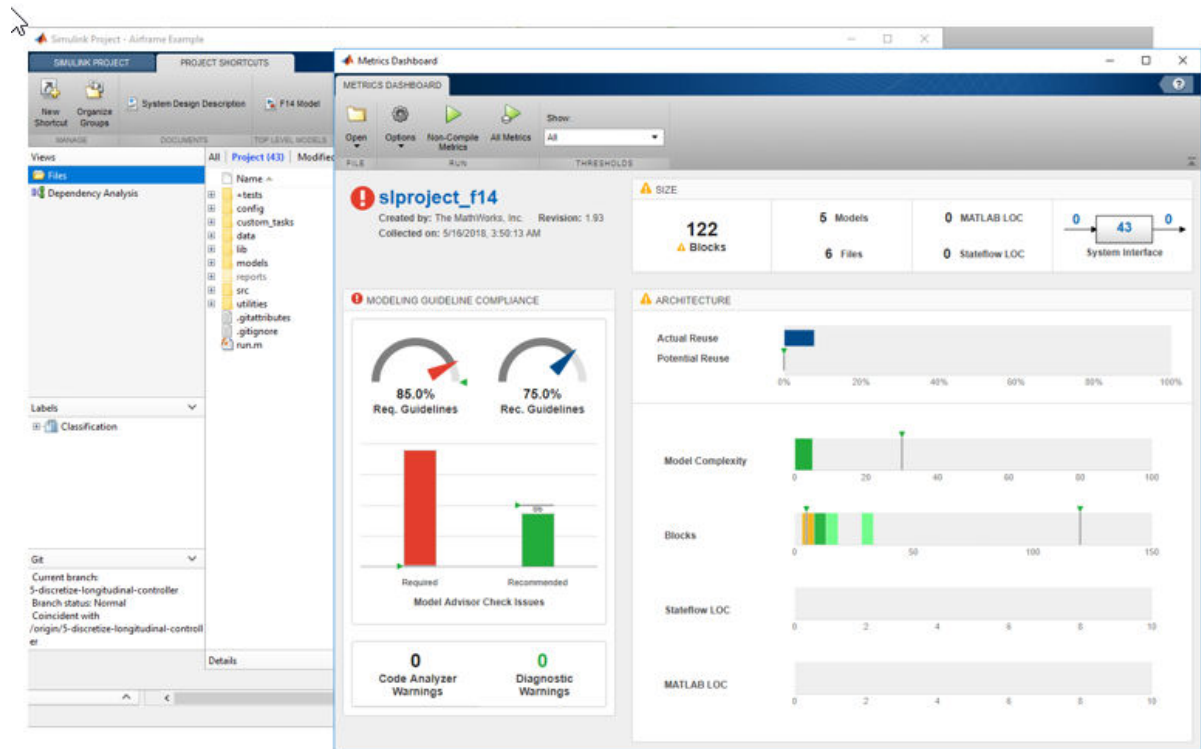 Simulink Project - Airframe Example
SIMULINK PROJECT
PROJECT SHORTCUTS
New Shortcut
Organize Groups
System Design Description
F14 Model
MANAGE
DOCUMENTS
TOP LEVEL MODELS
Views
Files
Dependency Analysis
All
Project (43)
Modified
Name
+tests
config
custom_tasks
data
lib
models
reports
src
utilities
.gitattributes
.gitignore
run.m
Labels
Classification
Git
Current branch:
5-discretize-longitudinal-controller
Branch status: Normal
Coincident with
/origin/5-discretize-longitudinal-controll
er
Details
Metrics Dashboard
METRICS DASHBOARD
?
Open
Options
Non-Compile Metrics
All Metrics
Show:
All
FILE
RUN
THRESHOLDS
slproject_f14
Created by: The MathWorks, Inc. Revision: 1.93
Collected on: 5/16/2018, 3:50:13 AM
SIZE
122
Blocks
5 Models
6 Files
0 MATLAB LOC
0 Stateflow LOC
0 43 0
System Interface
MODELING GUIDELINE COMPLIANCE
85.0%
Req. Guidelines
75.0%
Rec. Guidelines
Required
Recommended
Model Advisor Check Issues
0
Code Analyzer
Warnings
0
Diagnostic
Warnings
ARCHITECTURE
Actual Reuse
Potential Reuse
0% 20% 40% 60% 80% 100%
Model Complexity
0 20 40 60 80 100
Blocks
0 50 100 150
Stateflow LOC
0 2 4 6 8 10
MATLAB LOC
0 2 4 6 8 10